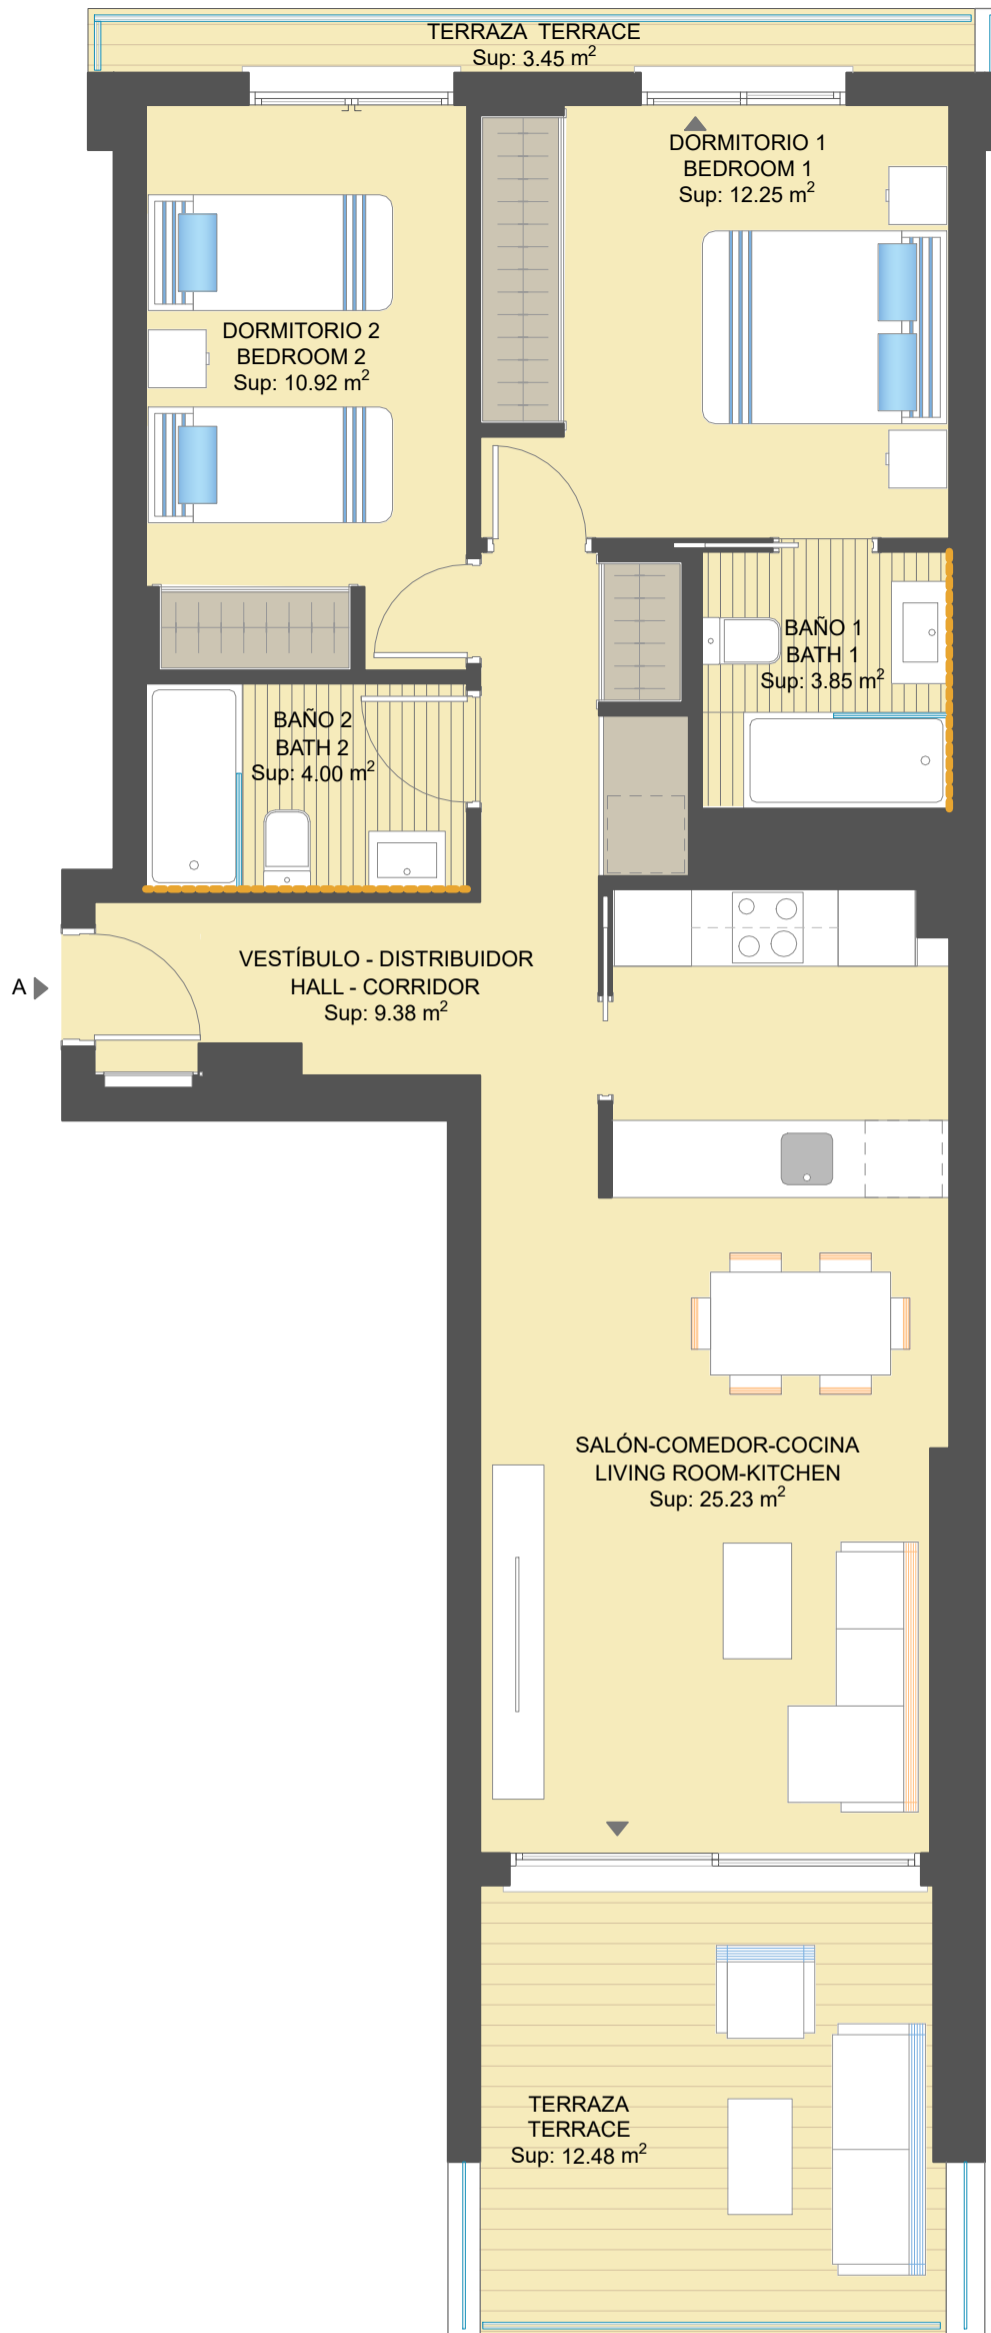 TERRAZA TERRACE
Sup: 3.45 m²
DORMITORIO 1
BEDROOM 1
Sup: 12.25 m²
DORMITORIO 2
BEDROOM 2
Sup: 10.92 m²
BAÑO 1
BATH 1
Sup: 3.85 m²
BAÑO 2
BATH 2
Sup: 4.00 m²
VESTÍBULO - DISTRIBUIDOR
HALL - CORRIDOR
Sup: 9.38 m²
A
SALÓN-COMEDOR-COCINA
LIVING ROOM-KITCHEN
Sup: 25.23 m²
TERRAZA
TERRACE
Sup: 12.48 m²